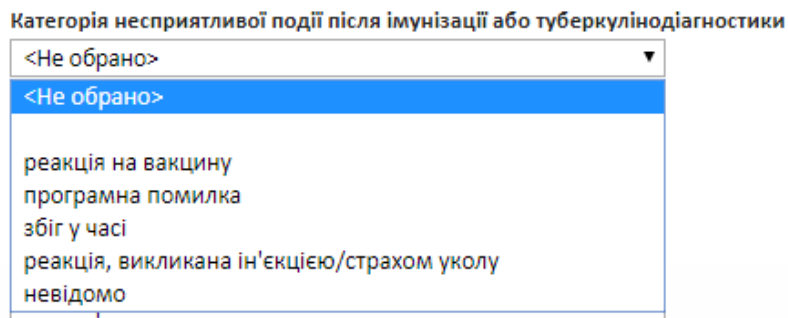 Категорія несприятливої події після імунізації або туберкулінодіагностики
<Не обрано>
<Не обрано>
реакція на вакцину
програмна помилка
збіг у часі
реакція, викликана ін'єкцією/страхом уколу
невідомо